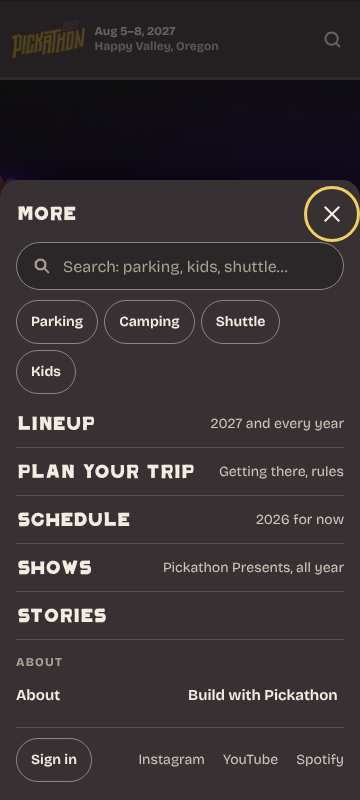 PICKATHON
Aug 5–8, 2027
Happy Valley, Oregon
MORE
Search: parking, kids, shuttle...
Parking Camping Shuttle
Kids
LINEUP 2027 and every year
PLAN YOUR TRIP Getting there, rules
SCHEDULE 2026 for now
SHOWS Pickathon Presents, all year
STORIES
ABOUT
About Build with Pickathon
Sign in Instagram YouTube Spotify